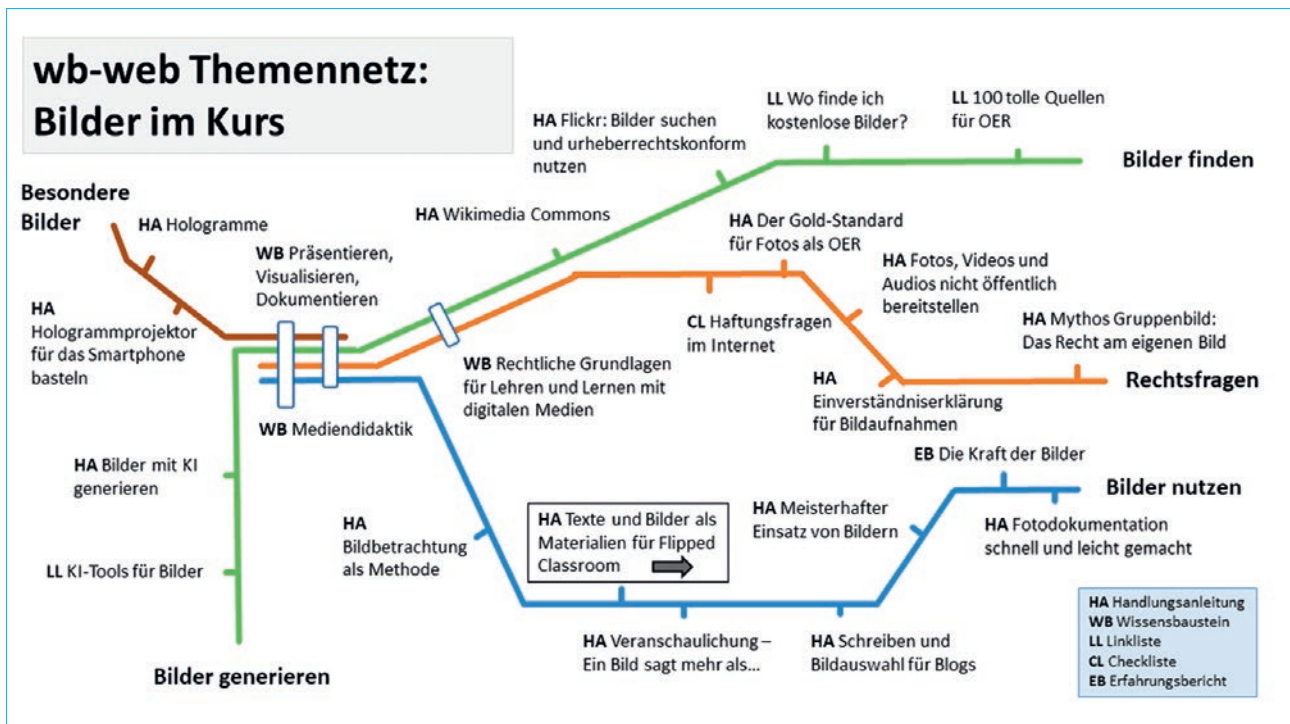 wb-web Themennetz:
Bilder im Kurs
LL Wo finde ich
kostenlose Bilder?
LL 100 tolle Quellen
für OER
HA Flickr: Bilder suchen
und urheberrechtskonform
nutzen
Bilder finden
Besondere
Bilder
HA Hologramme
HA Wikimedia Commons
HA Der Gold-Standard
für Fotos als OER
WB Präsentieren,
Visualisieren,
Dokumentieren
HA Fotos, Videos und
Audios nicht öffentlich
bereitstellen
HA
Hologrammprojektor
für das Smartphone
basteln
CL Haftungsfragen
im Internet
HA Mythos Gruppenbild:
Das Recht am eigenen Bild
WB Rechtliche Grundlagen
für Lehren und Lernen mit
digitalen Medien
HA
Einverständniserklärung
für Bildaufnahmen
Rechtsfragen
WB Mediendidaktik
EB Die Kraft der Bilder
HA Bilder mit KI
generieren
Bilder nutzen
HA
Bildbetrachtung
als Methode
HA Texte und Bilder als
Materialien für Flipped
Classroom
HA Meisterhafter
Einsatz von Bildern
HA Fotodokumentation
schnell und leicht gemacht
LL KI-Tools für Bilder
HA Veranschaulichung –
Ein Bild sagt mehr als...
HA Schreiben und
Bildauswahl für Blogs
Bilder generieren
HA Handlungsanleitung
WB Wissensbaustein
LL Linkliste
CL Checkliste
EB Erfahrungsbericht